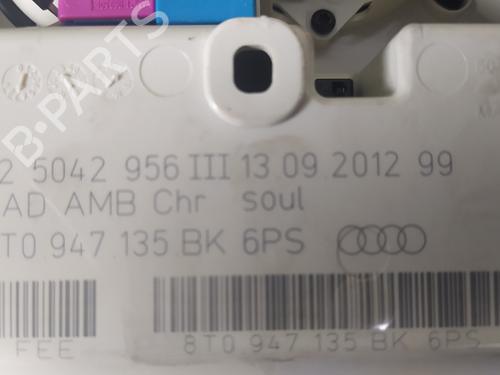 B-PARTS
2 5042 956 III 13 09 2012 99
AD AMB Chr soul
T0 947 135 BK 6PS
FEE
8T0 947 135 BK 6PS